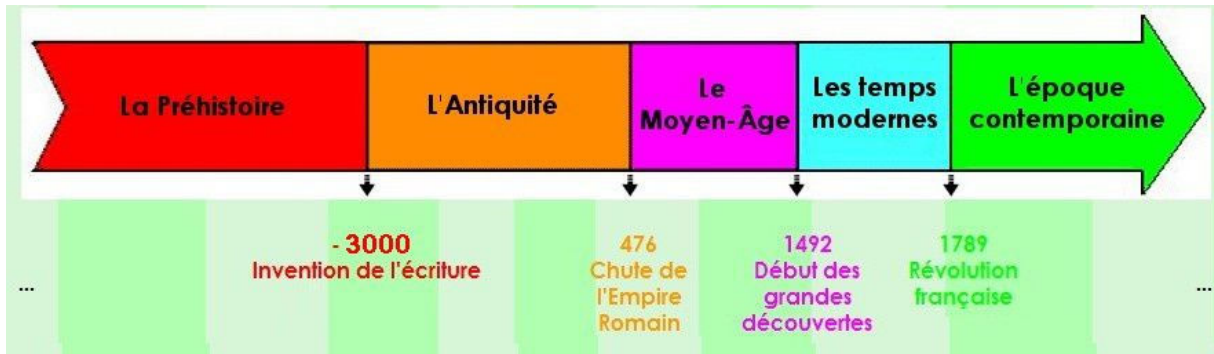 La Préhistoire
L'Antiquité
Le
Moyen-Âge
Les temps
modernes
L'époque
contemporaine
- 3000
Invention de l'écriture
476
Chute de
l'Empire
Romain
1492
Début des
grandes
découvertes
1789
Révolution
française
...
...